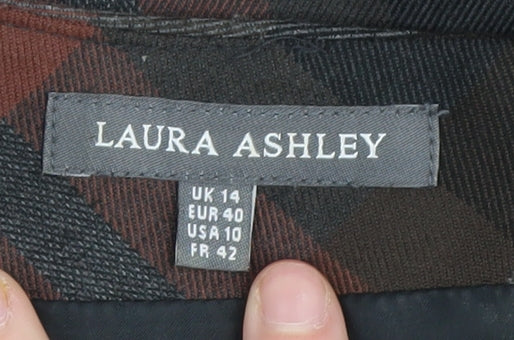 LAURA ASHLEY
UK 14
EUR 40
USA 10
FR 42